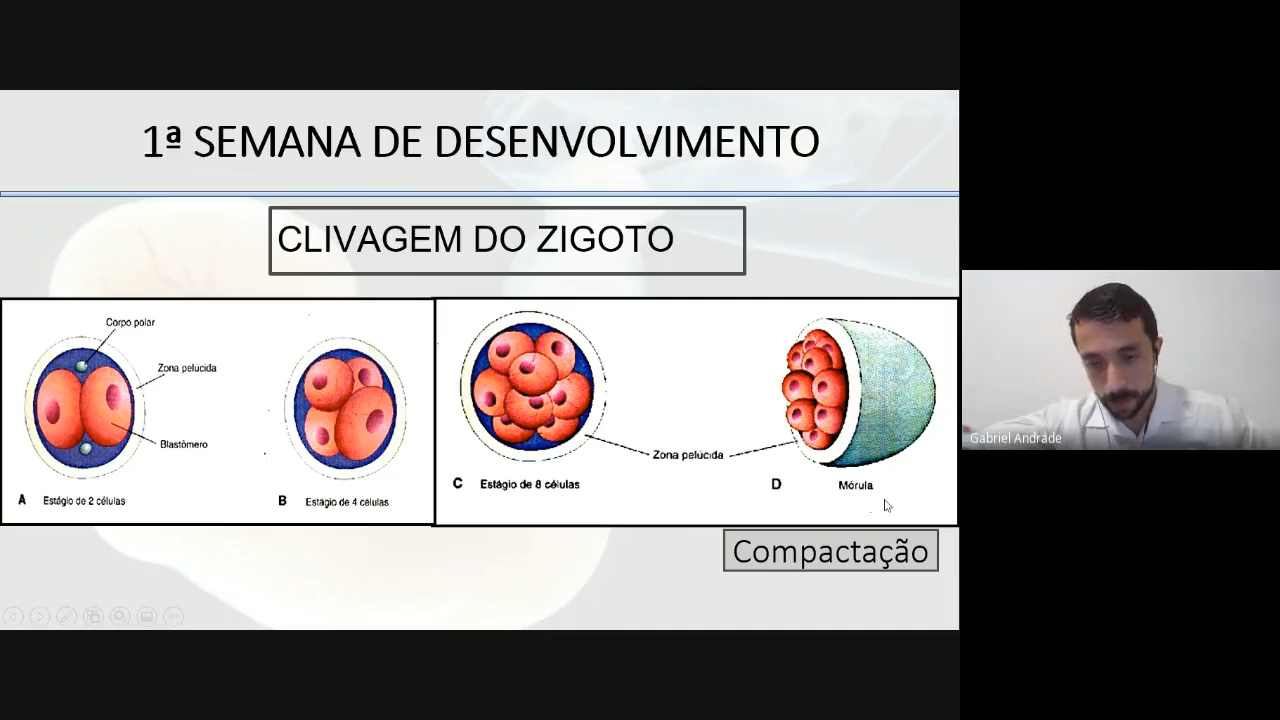 1ª SEMANA DE DESENVOLVIMENTO
CLIVAGEM DO ZIGOTO
Corpo polar
Zona pelucida
Blastômero
A Estágio de 2 células
B Estágio de 4 células
Zona pelúcida
C Estágio de 8 células
D Mórula
Compactação
Gabriel Andrade